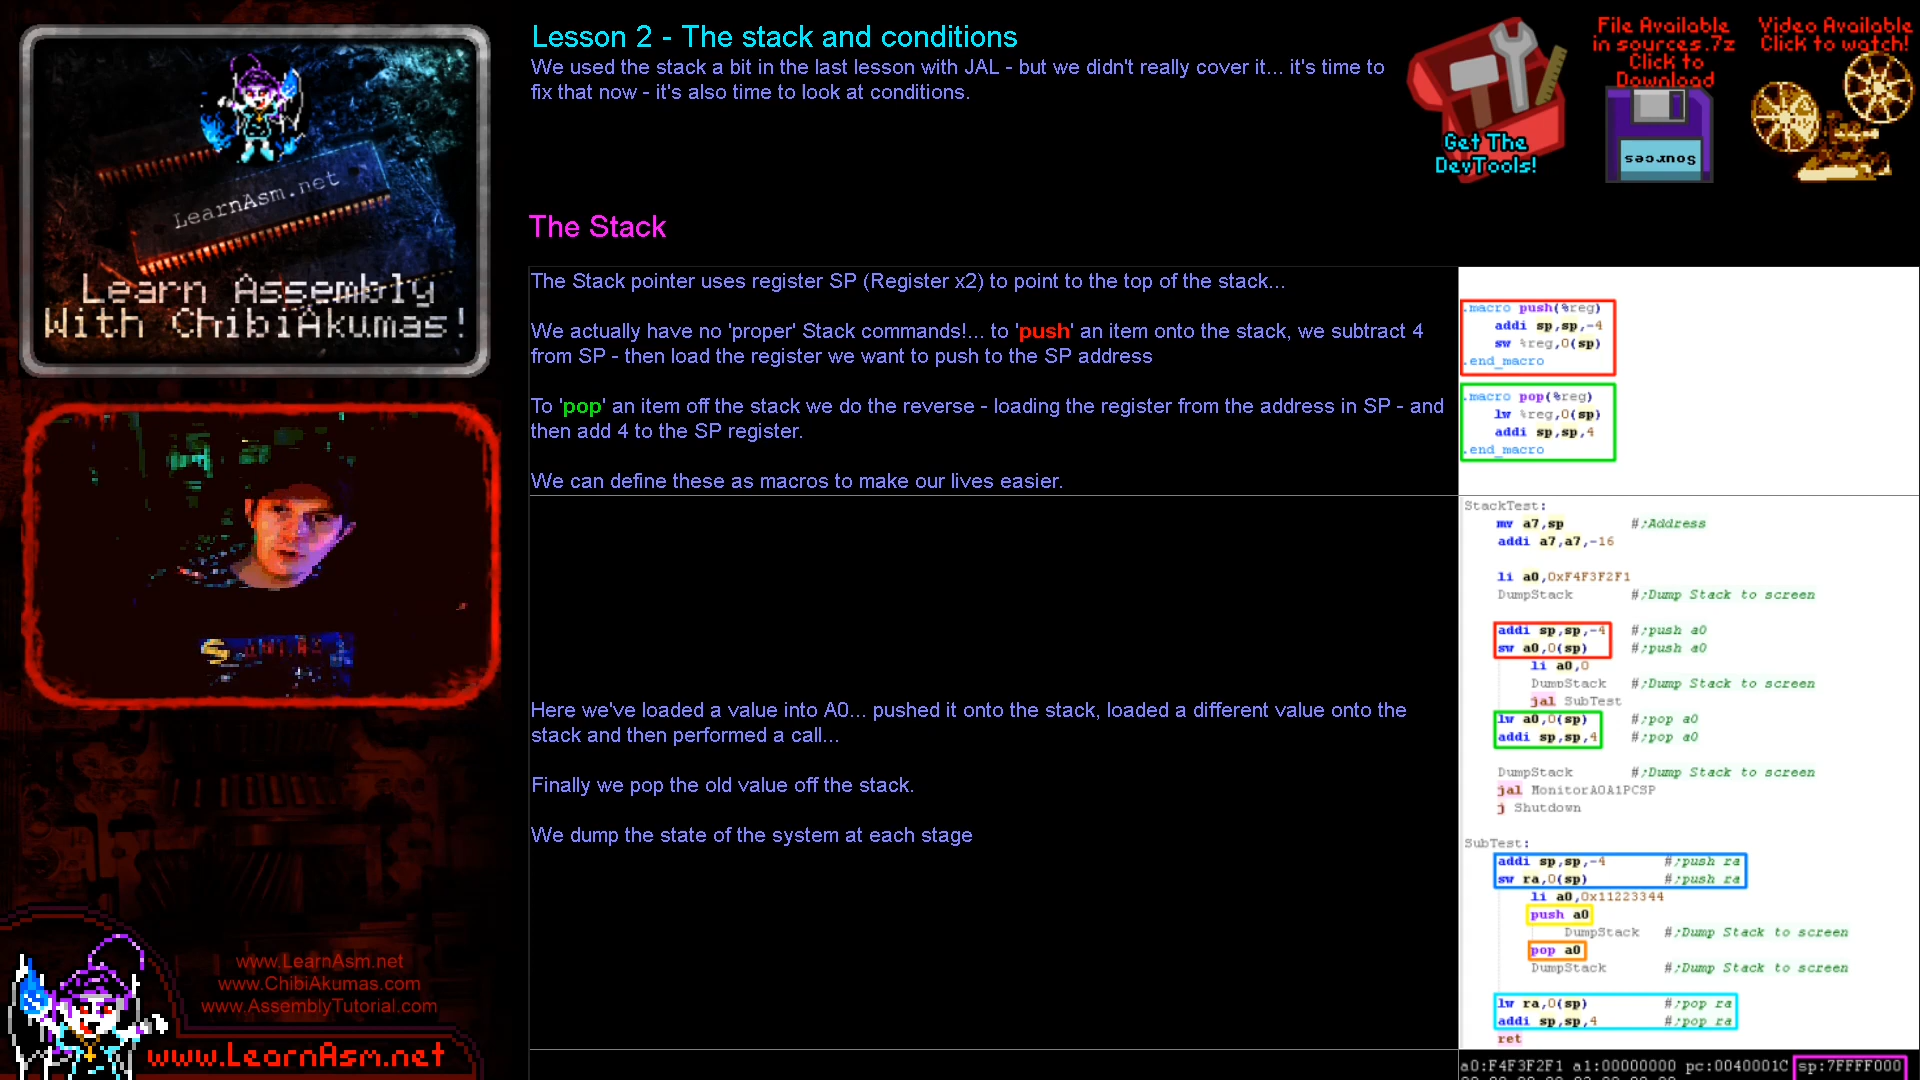 Lesson 2 - The stack and conditions
We used the stack a bit in the last lesson with JAL - but we didn't really cover it... it's time to
fix that now - it's also time to look at conditions.
Get The
DevTools!
File Available
in sources.7z
Click to
Download
Sources
Video Available
Click to watch!
LearnAsm.net
Learn Assembly
With ChibiAkumas!
The Stack
The Stack pointer uses register SP (Register x2) to point to the top of the stack...
We actually have no 'proper' Stack commands!... to 'push' an item onto the stack, we subtract 4
from SP - then load the register we want to push to the SP address
To 'pop' an item off the stack we do the reverse - loading the register from the address in SP - and
then add 4 to the SP register.
We can define these as macros to make our lives easier.
.macro push(%reg)
addi sp,sp,-4
sw %reg,0(sp)
.end_macro
.macro pop(%reg)
lw %reg,0(sp)
addi sp,sp,4
.end_macro
Here we've loaded a value into A0... pushed it onto the stack, loaded a different value onto the
stack and then performed a call...
Finally we pop the old value off the stack.
We dump the state of the system at each stage
StackTest:
mv a7,sp #;Address
addi a7,a7,-16
li a0,0xF4F3F2F1
DumpStack #;Dump Stack to screen
addi sp,sp,-4 #;push a0
sw a0,0(sp) #;push a0
li a0,0
DumpStack #;Dump Stack to screen
jal SubTest
lw a0,0(sp) #;pop a0
addi sp,sp,4 #;pop a0
DumpStack #;Dump Stack to screen
jal MonitorA0A1PCSP
j Shutdown
SubTest:
addi sp,sp,-4 #;push ra
sw ra,0(sp) #;push ra
li a0,0x11223344
push a0
DumpStack #;Dump Stack to screen
pop a0
DumpStack #;Dump Stack to screen
lw ra,0(sp) #;pop ra
addi sp,sp,4 #;pop ra
ret
a0:F4F3F2F1 a1:00000000 pc:0040001C sp:7FFFF000
www.LearnAsm.net
www.ChibiAkumas.com
www.AssemblyTutorial.com
www.LearnAsm.net